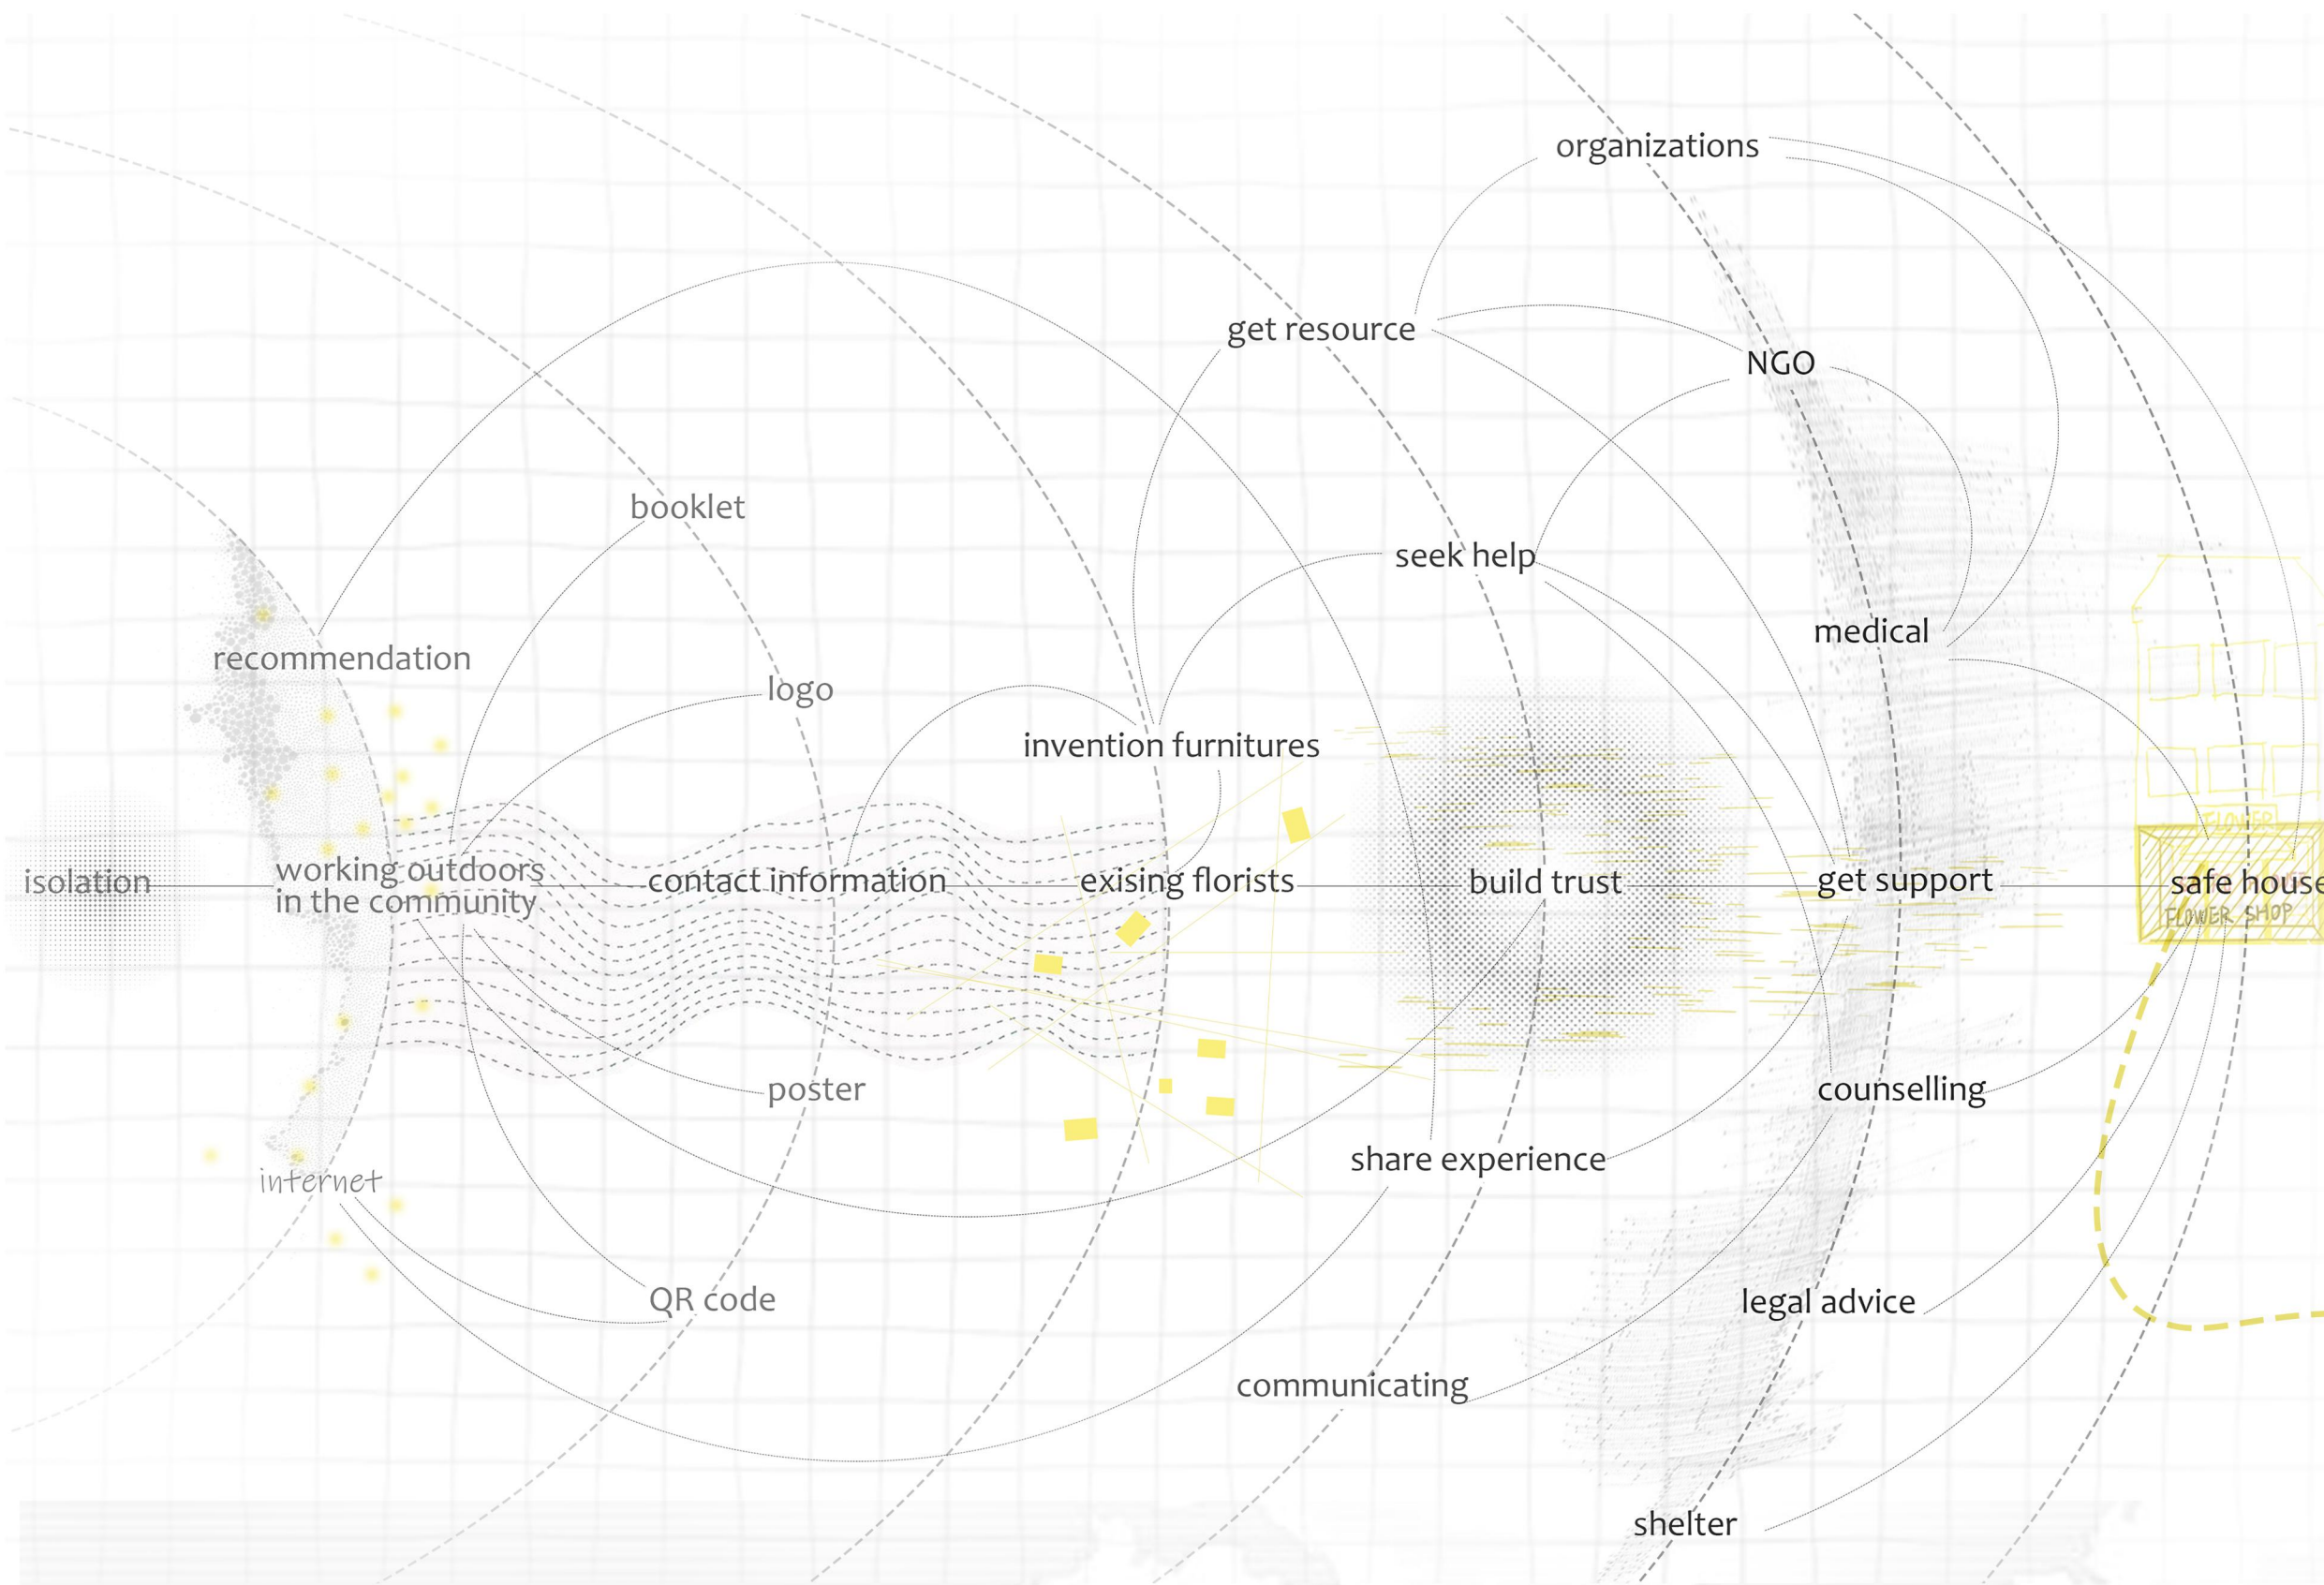 organizations
get resource
NGO
booklet
seek help
medical
recommendation
logo
invention furnitures
FLOWER
isolation
working outdoors
in the community
contact information
exising florists
build trust
get support
safe house
FLOWER SHOP
poster
counselling
share experience
internet
QR code
legal advice
communicating
shelter